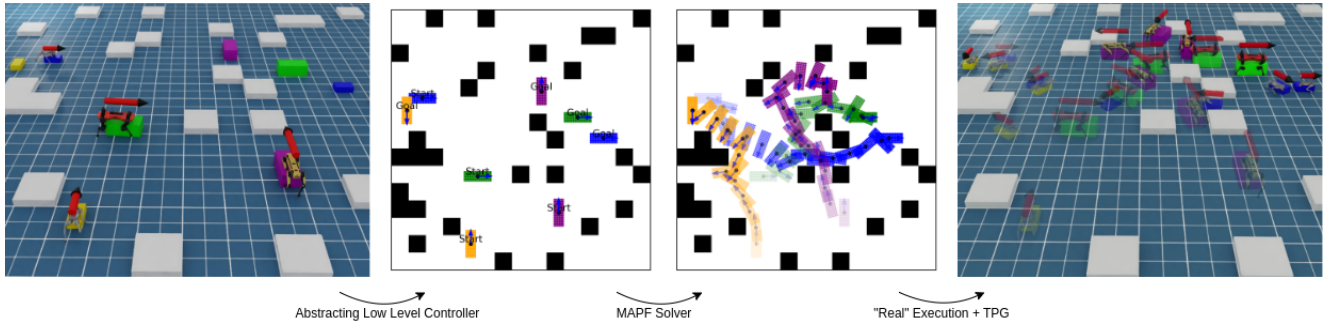 Start
Goal
Goal
Goal
Goal
Start
Start
Start
Abstracting Low Level Controller
MAPF Solver
"Real" Execution + TPG